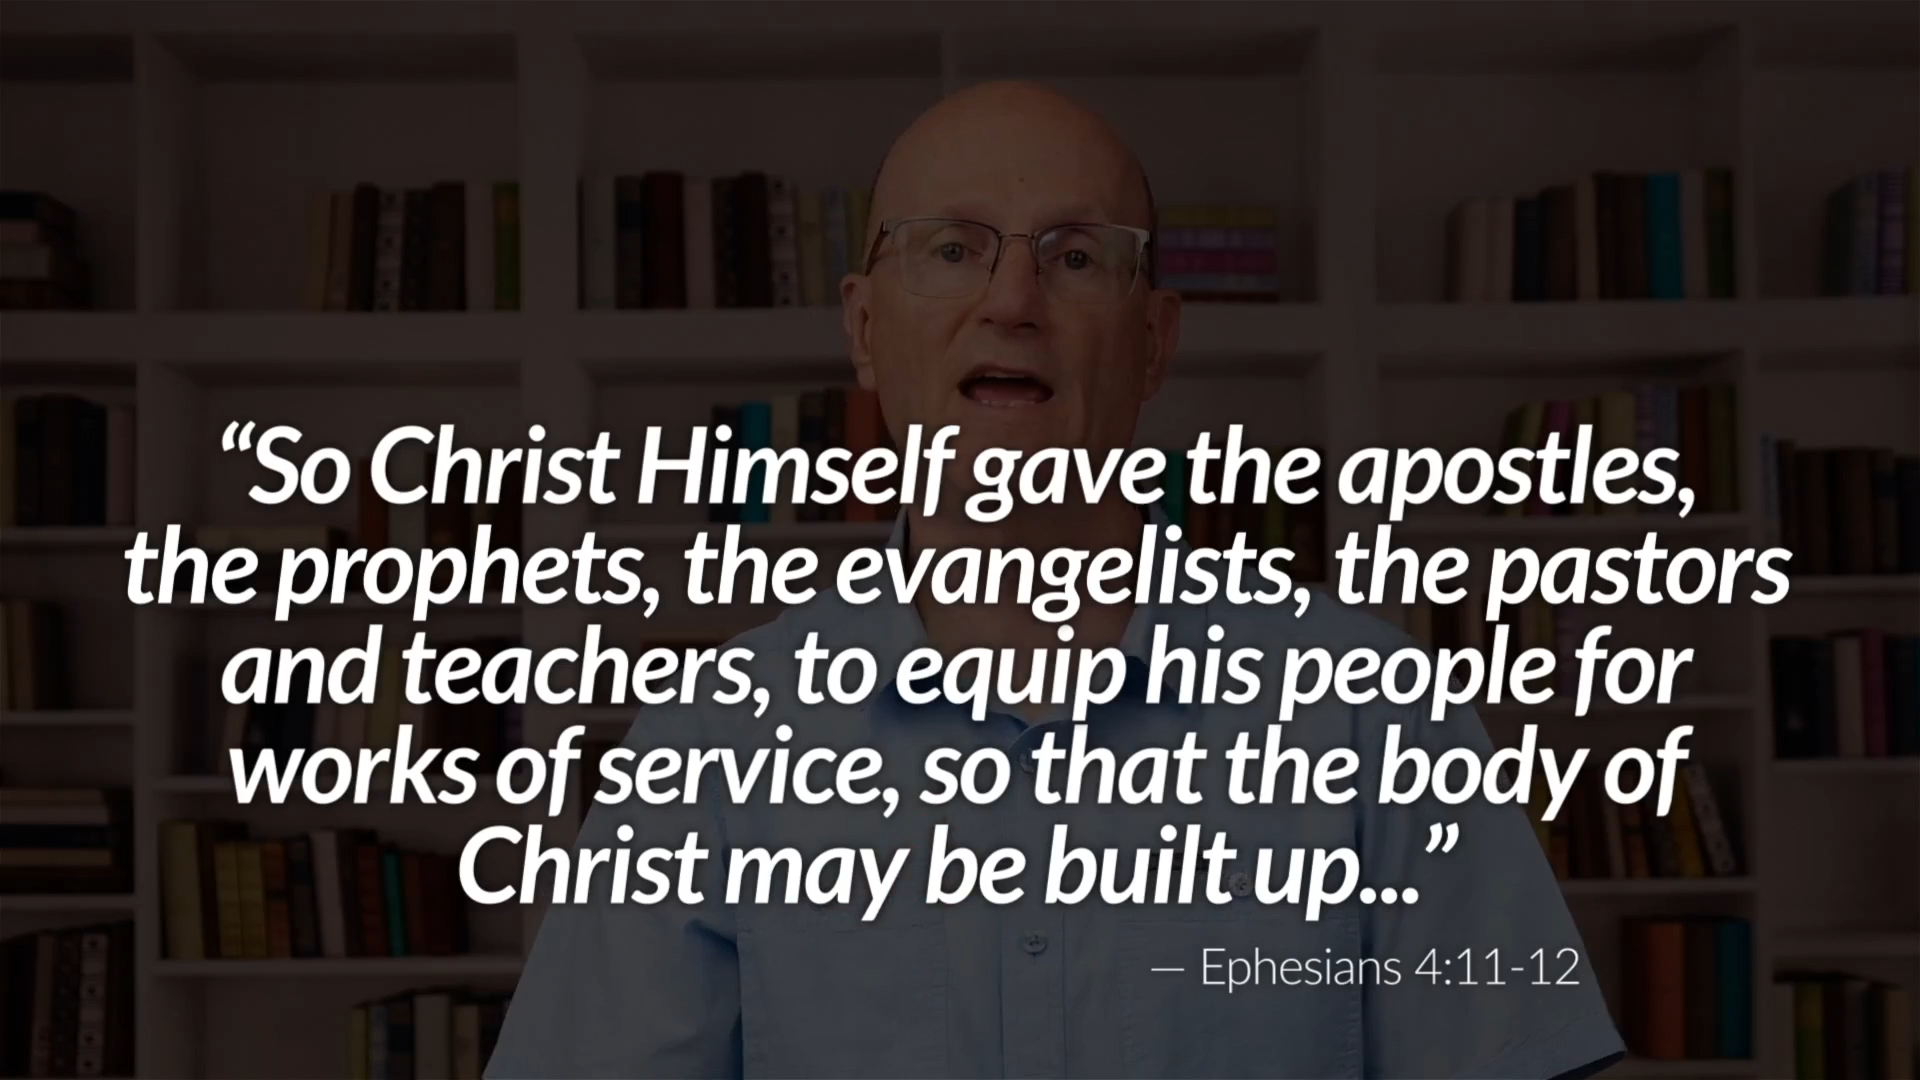 “So Christ Himself gave the apostles,
the prophets, the evangelists, the pastors
and teachers, to equip his people for
works of service, so that the body of
Christ may be built up...”
— Ephesians 4:11-12